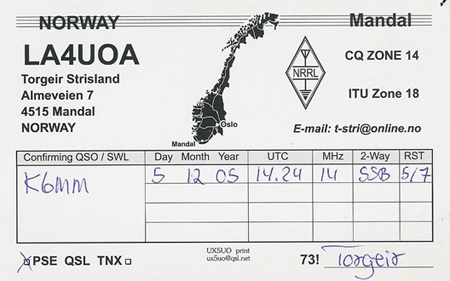 NORWAY Mandal
LA4UOA
Torgeir Strisland
Almeveien 7
4515 Mandal
NORWAY
NRRL
CQ ZONE 14
ITU Zone 18
Oslo
Mandal
E-mail: t-stri@online.no
Confirming QSO / SWL Day Month Year UTC MHz 2-Way RST
K6MM 5 12 05 14.24 14 SSB 5/7
PSE QSL TNX
UX5UO print
ux5uo@qsl.net
73! Torgeir